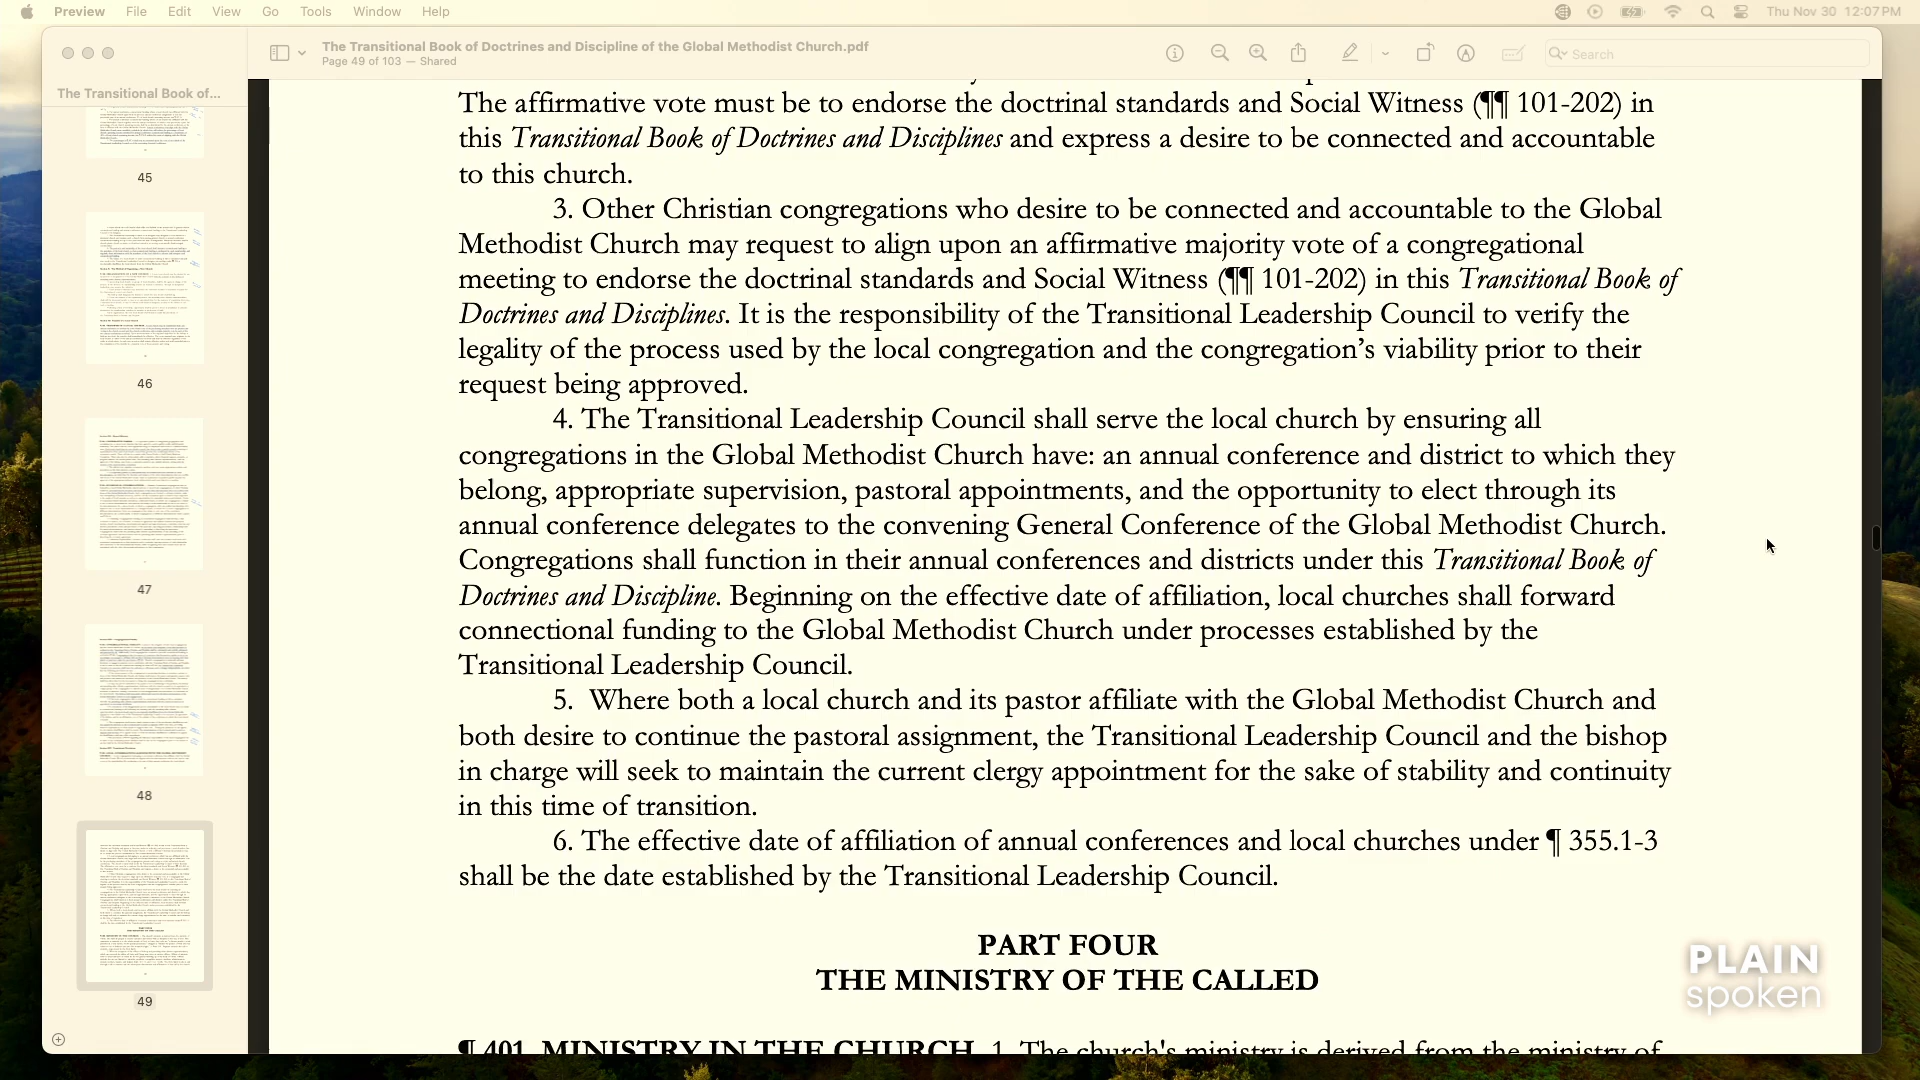 Preview File Edit View Go Tools Window Help Thu Nov 30 12:07 PM
The Transitional Book of Doctrines and Discipline of the Global Methodist Church.pdf
Page 49 of 103 — Shared
Search
The Transitional Book of...
45
46
47
48
49
The affirmative vote must be to endorse the doctrinal standards and Social Witness (¶¶ 101-202) in
this Transitional Book of Doctrines and Disciplines and express a desire to be connected and accountable
to this church.
3. Other Christian congregations who desire to be connected and accountable to the Global
Methodist Church may request to align upon an affirmative majority vote of a congregational
meeting to endorse the doctrinal standards and Social Witness (¶¶ 101-202) in this Transitional Book of
Doctrines and Disciplines. It is the responsibility of the Transitional Leadership Council to verify the
legality of the process used by the local congregation and the congregation’s viability prior to their
request being approved.
4. The Transitional Leadership Council shall serve the local church by ensuring all
congregations in the Global Methodist Church have: an annual conference and district to which they
belong, appropriate supervision, pastoral appointments, and the opportunity to elect through its
annual conference delegates to the convening General Conference of the Global Methodist Church.
Congregations shall function in their annual conferences and districts under this Transitional Book of
Doctrines and Discipline. Beginning on the effective date of affiliation, local churches shall forward
connectional funding to the Global Methodist Church under processes established by the
Transitional Leadership Council.
5. Where both a local church and its pastor affiliate with the Global Methodist Church and
both desire to continue the pastoral assignment, the Transitional Leadership Council and the bishop
in charge will seek to maintain the current clergy appointment for the sake of stability and continuity
in this time of transition.
6. The effective date of affiliation of annual conferences and local churches under ¶ 355.1-3
shall be the date established by the Transitional Leadership Council.
PART FOUR
THE MINISTRY OF THE CALLED
¶ 401. MINISTRY IN THE CHURCH. 1. The church's ministry is derived from the ministry of
PLAIN
spoken